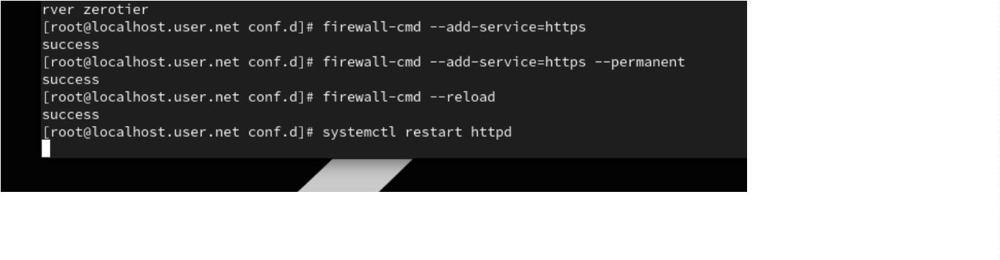 rver zerotier
[root@localhost.user.net conf.d]# firewall-cmd --add-service=https
success
[root@localhost.user.net conf.d]# firewall-cmd --add-service=https --permanent
success
[root@localhost.user.net conf.d]# firewall-cmd --reload
success
[root@localhost.user.net conf.d]# systemctl restart httpd